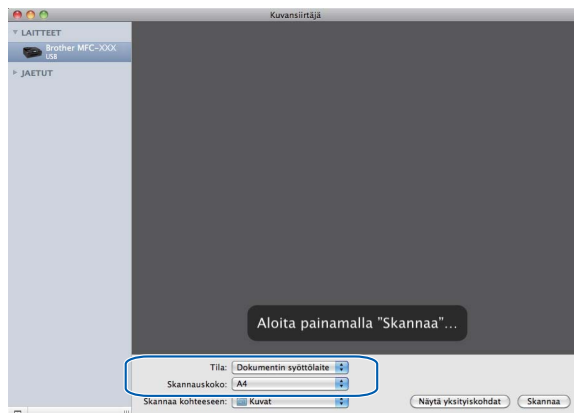 Kuvansiirtäjä
LAITTEET
Brother MFC-XXX
USB
JAETUT
Aloita painamalla "Skannaa"...
Tila: Dokumentin syöttölaite
Skannauskoko: A4
Skannaa kohteeseen: Kuvat
Näytä yksityiskohdat Skannaa